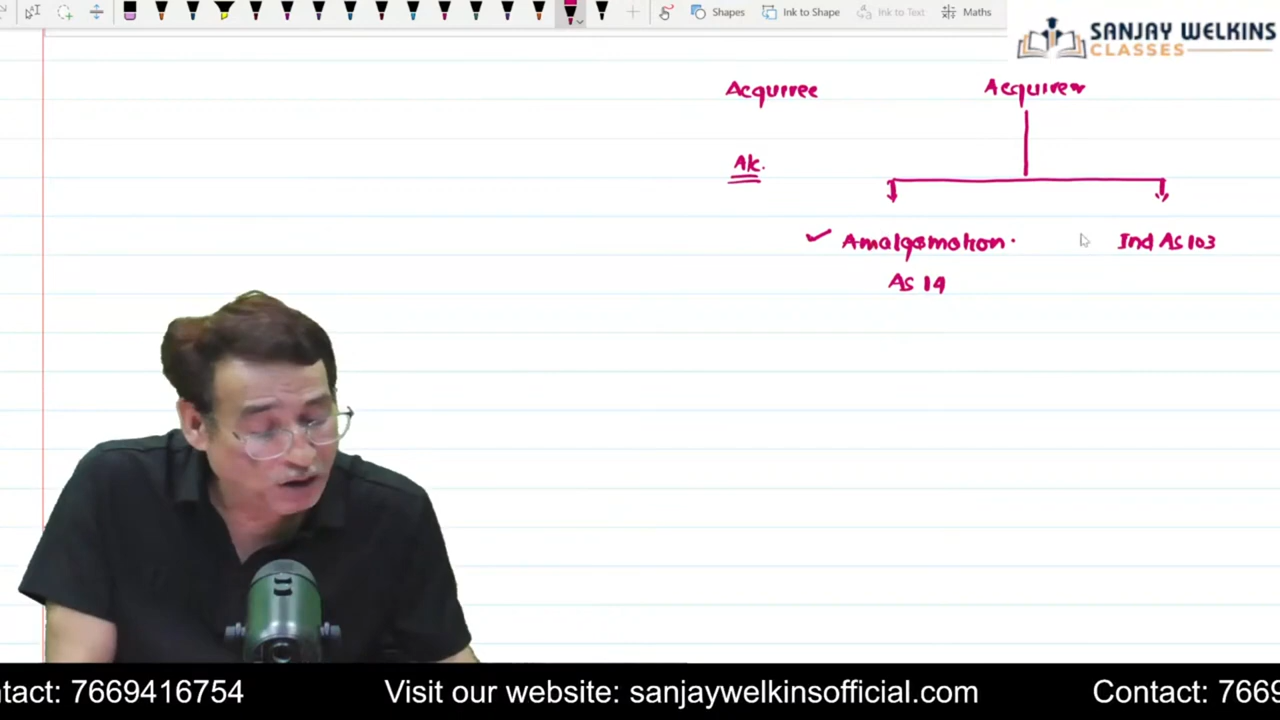 Shapes Ink to Shape Ink to Text Maths
SANJAY WELKINS
CLASSES
Acquiree Acquirer
Ak.
Amalgamation. Ind As 103
As 14
ntact: 7669416754 Visit our website: sanjaywelkinsofficial.com Contact: 7669